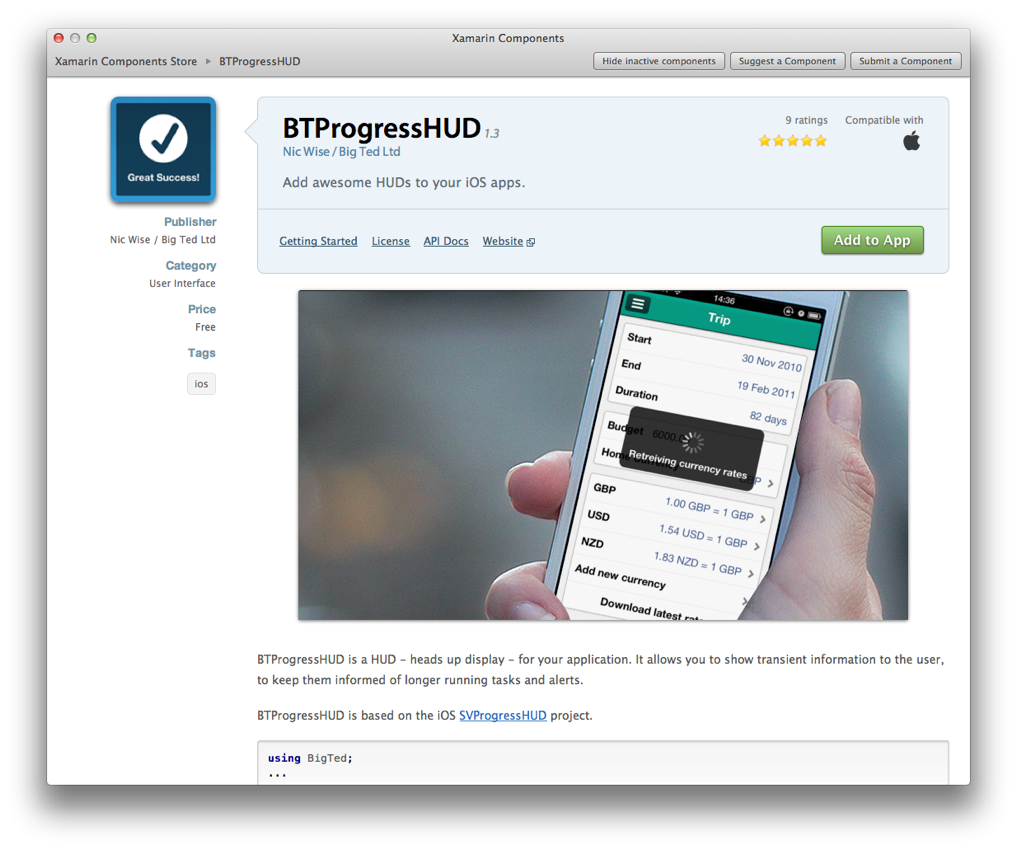 Xamarin Components
Xamarin Components Store ▸ BTProgressHUD
Hide inactive components
Suggest a Component
Submit a Component
Great Success!
Publisher
Nic Wise / Big Ted Ltd
Category
User Interface
Price
Free
Tags
ios
BTProgressHUD 1.3
Nic Wise / Big Ted Ltd
Add awesome HUDs to your iOS apps.
9 ratings
Compatible with
Getting Started License API Docs Website
Add to App
14:36
Trip
Start 30 Nov 2010
End 19 Feb 2011
Duration 82 days
Budget 6000.
Home Currency
Retreiving currency rates
GBP 1.00 GBP = 1 GBP
USD 1.54 USD = 1 GBP
NZD 1.83 NZD = 1 GBP
Add new currency
Download latest
BTProgressHUD is a HUD – heads up display – for your application. It allows you to show transient information to the user,
to keep them informed of longer running tasks and alerts.
BTProgressHUD is based on the iOS SVProgressHUD project.
using BigTed;
...